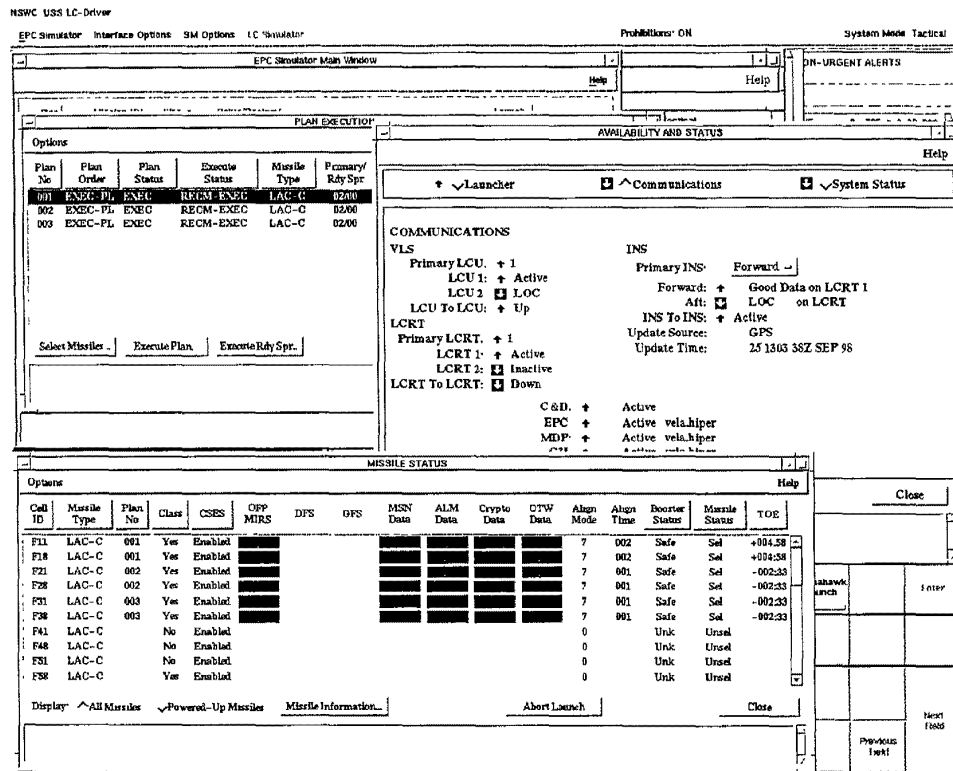 NSWC USS LC-Driver
EPC Simulator Interface Options SM Options LC Simulator Prohibitions: ON System Mode Tactical
EPC Simulator Main Window
ON-URGENT ALERTS
Help
Help
PLAN EXECUTION
Options
Plan No Plan Order Plan Status Execute Status Missile Type Primary/ Rdy Spr
001 EXEC-PL EXEC RECM-EXEC LAC-C 02/00
002 EXEC-PL EXEC RECM-EXEC LAC-C 02/00
003 EXEC-PL EXEC RECM-EXEC LAC-C 02/00
Select Missiles .. Execute Plan. Execute Rdy Spr..
AVAILABILITY AND STATUS
Help
Launcher Communications System Status
COMMUNICATIONS
VLS
Primary LCU. 1
LCU 1: Active
LCU 2 LOC
LCU To LCU: Up
LCRT
Primary LCRT. 1
LCRT 1: Active
LCRT 2: Inactive
LCRT To LCRT: Down
INS
Primary INS: Forward
Forward: Good Data on LCRT 1
Aft: LOC on LCRT
INS To INS: Active
Update Source: GPS
Update Time: 25 1303 38Z SEP 98
C&D. Active
EPC Active vela.hiper
MDP: Active vela.hiper
MISSILE STATUS
Options Help
Cell ID Missile Type Plan No Class CSES OFP MIRS DFS GFS MSN Data ALM Data Crypto Data OTW Data Align Mode Align Time Booster Status Missile Status TOE
F11 LAC-C 001 Yes Enabled 7 002 Safe Sel +004.58
F18 LAC-C 001 Yes Enabled 7 002 Safe Sel +004:58
F21 LAC-C 002 Yes Enabled 7 001 Safe Sel -002:33
F28 LAC-C 002 Yes Enabled 7 001 Safe Sel -002:33
F31 LAC-C 003 Yes Enabled 7 001 Safe Sel -002:33
F38 LAC-C 003 Yes Enabled 7 001 Safe Sel -002:33
F41 LAC-C No Enabled 0 Unk Unsel
F48 LAC-C No Enabled 0 Unk Unsel
F51 LAC-C No Enabled 0 Unk Unsel
F58 LAC-C Yes Enabled 0 Unk Unsel
Display: All Missiles Powered-Up Missiles Missile Information... Abort Launch Close
Close
Enter
Next Field
Previous Field